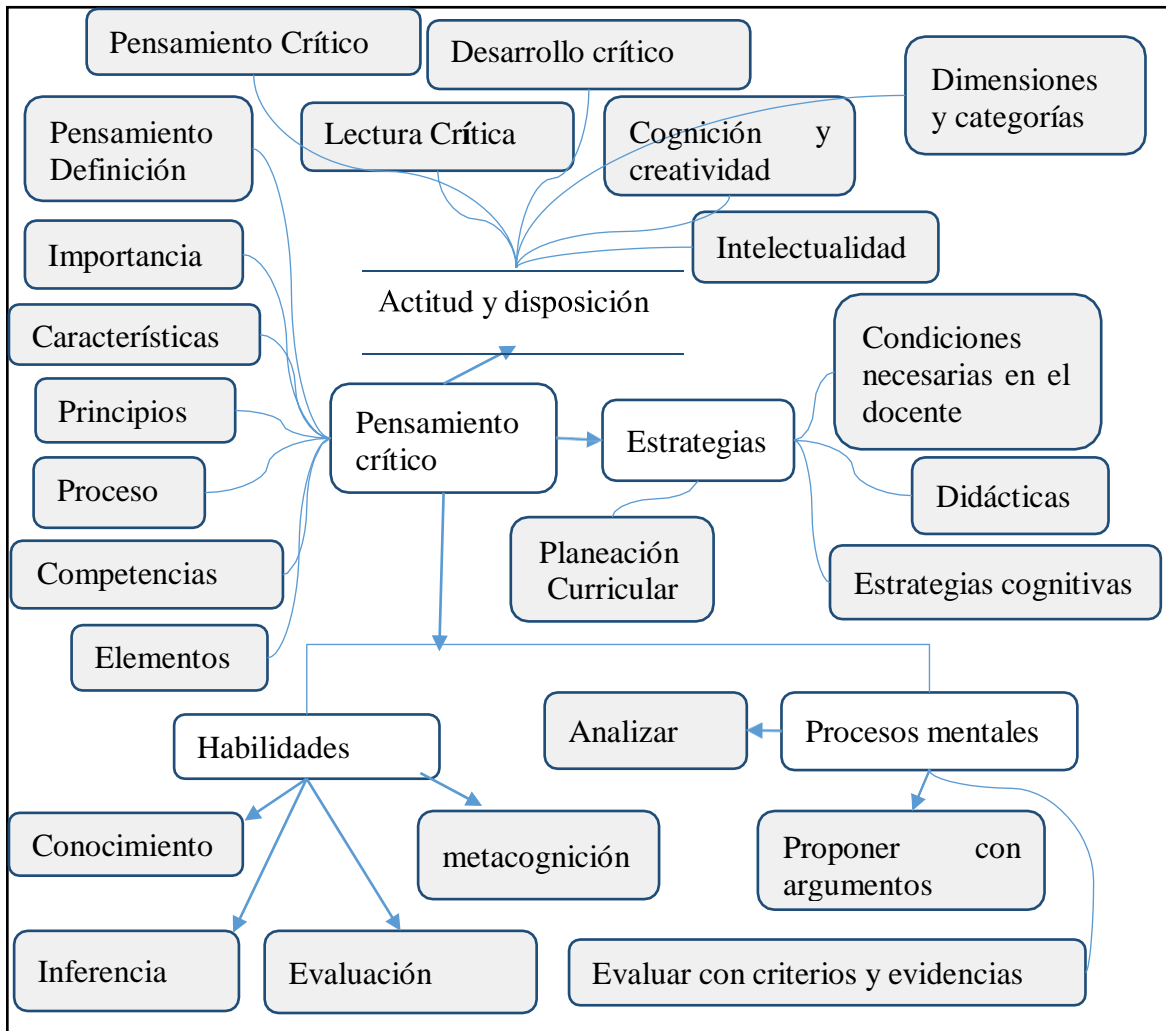 Pensamiento Crítico
Desarrollo crítico
Dimensiones
y categorías
Pensamiento
Definición
Lectura Crítica
Cognición y
creatividad
Importancia
Intelectualidad
Actitud y disposición
Características
Condiciones
necesarias en el
docente
Principios
Pensamiento
crítico
Estrategias
Proceso
Didácticas
Planeación
Curricular
Competencias
Estrategias cognitivas
Elementos
Habilidades
Analizar
Procesos mentales
Conocimiento
metacognición
Proponer con
argumentos
Inferencia
Evaluación
Evaluar con criterios y evidencias